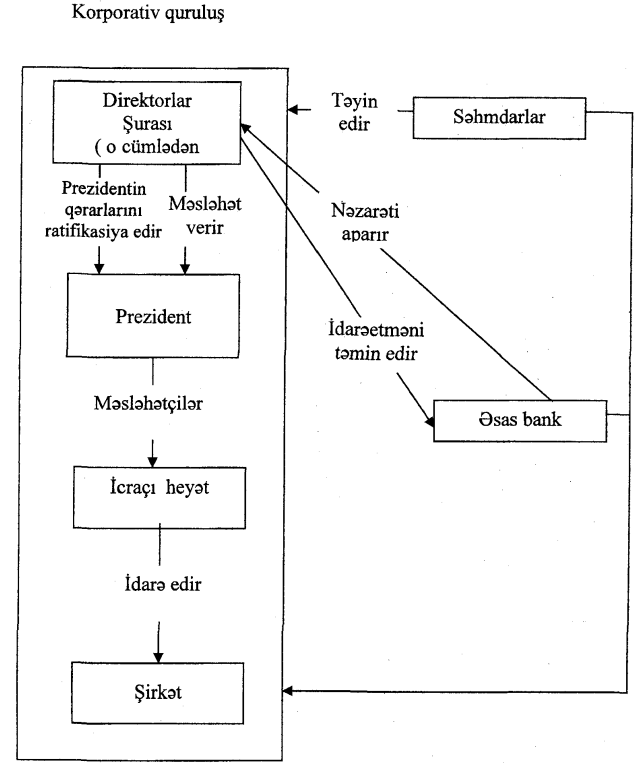 Korporativ quruluş
Direktorlar
Şurası
( o cümlədən
Təyin
edir
Səhmdarlar
Prezidentin
qərarlarını
ratifikasiya edir
Məsləhət
verir
Nəzarəti
aparır
Prezident
İdarəetməni
təmin edir
Məsləhətçilər
Əsas bank
İcraçı heyət
İdarə edir
Şirkət